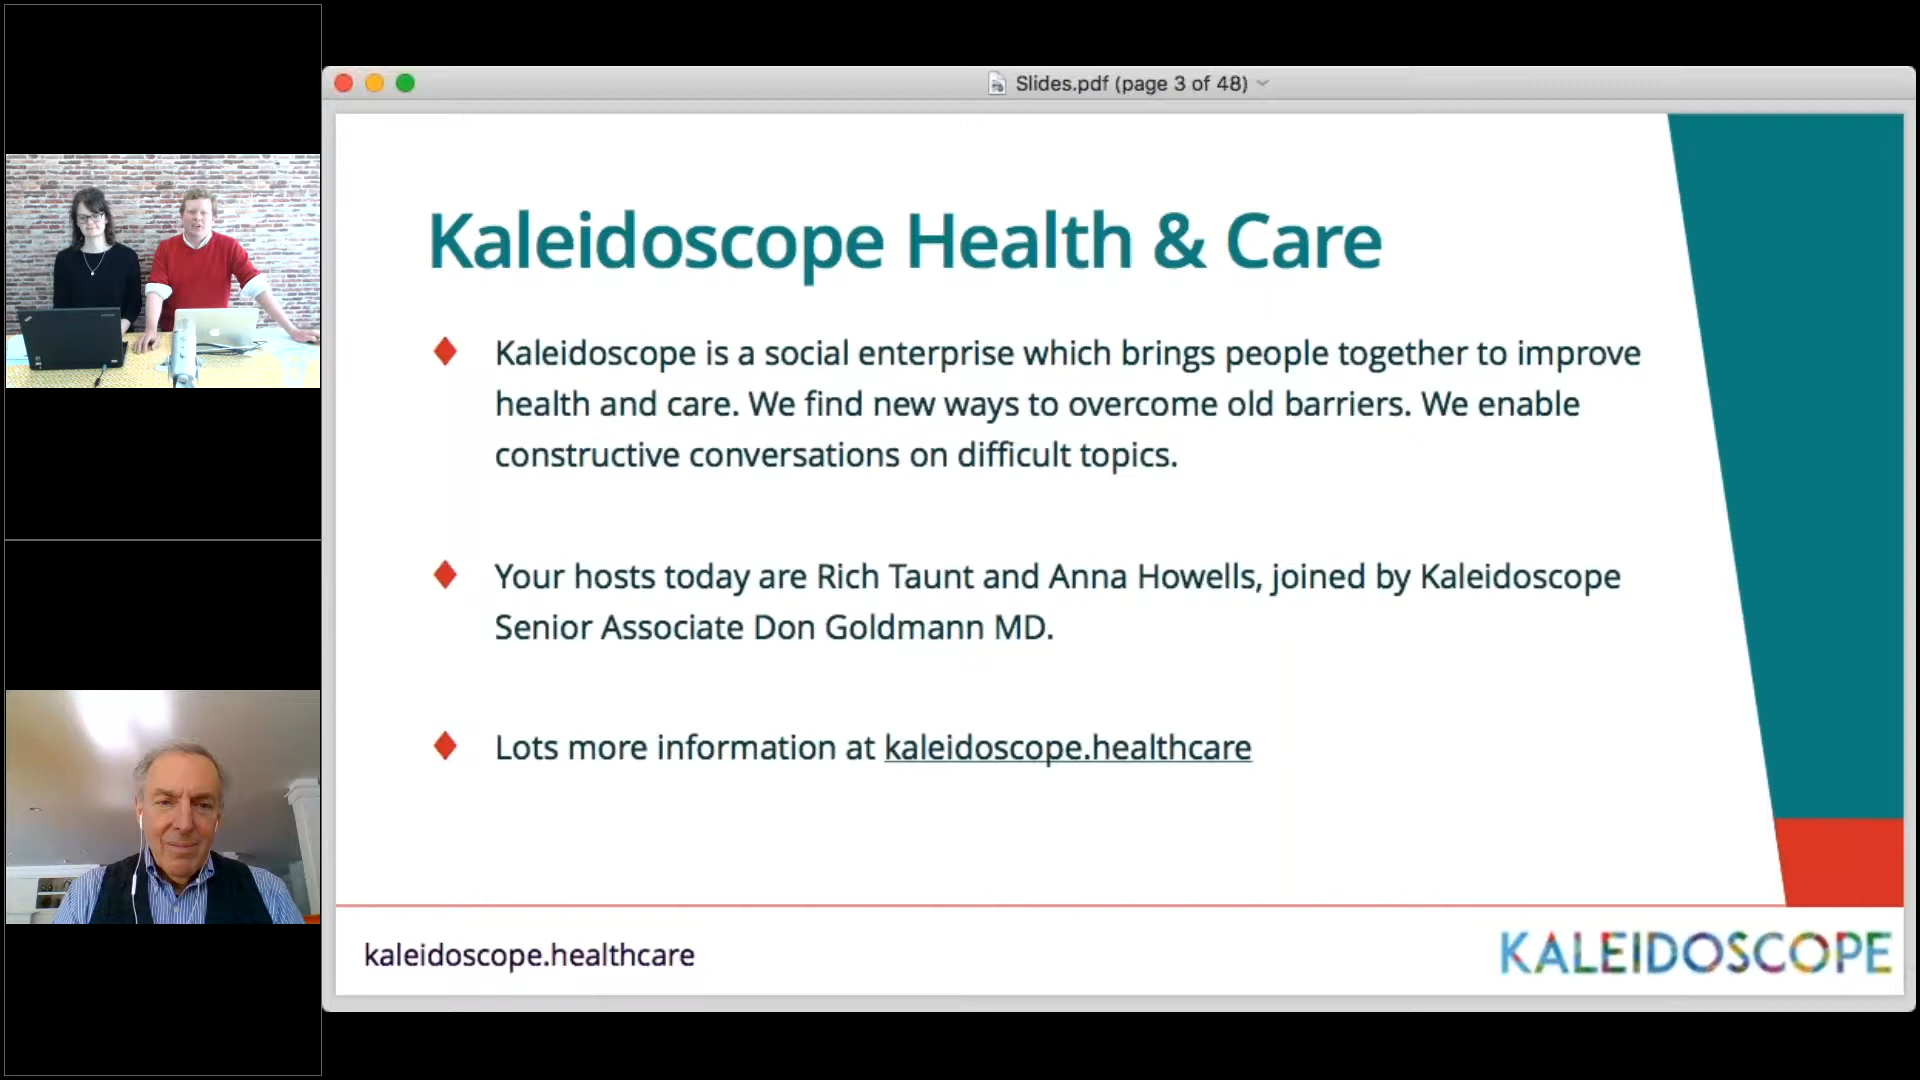 Slides.pdf (page 3 of 48)
Kaleidoscope Health & Care
Kaleidoscope is a social enterprise which brings people together to improve
health and care. We find new ways to overcome old barriers. We enable
constructive conversations on difficult topics.
Your hosts today are Rich Taunt and Anna Howells, joined by Kaleidoscope
Senior Associate Don Goldmann MD.
Lots more information at kaleidoscope.healthcare
kaleidoscope.healthcare
KALEIDOSCOPE